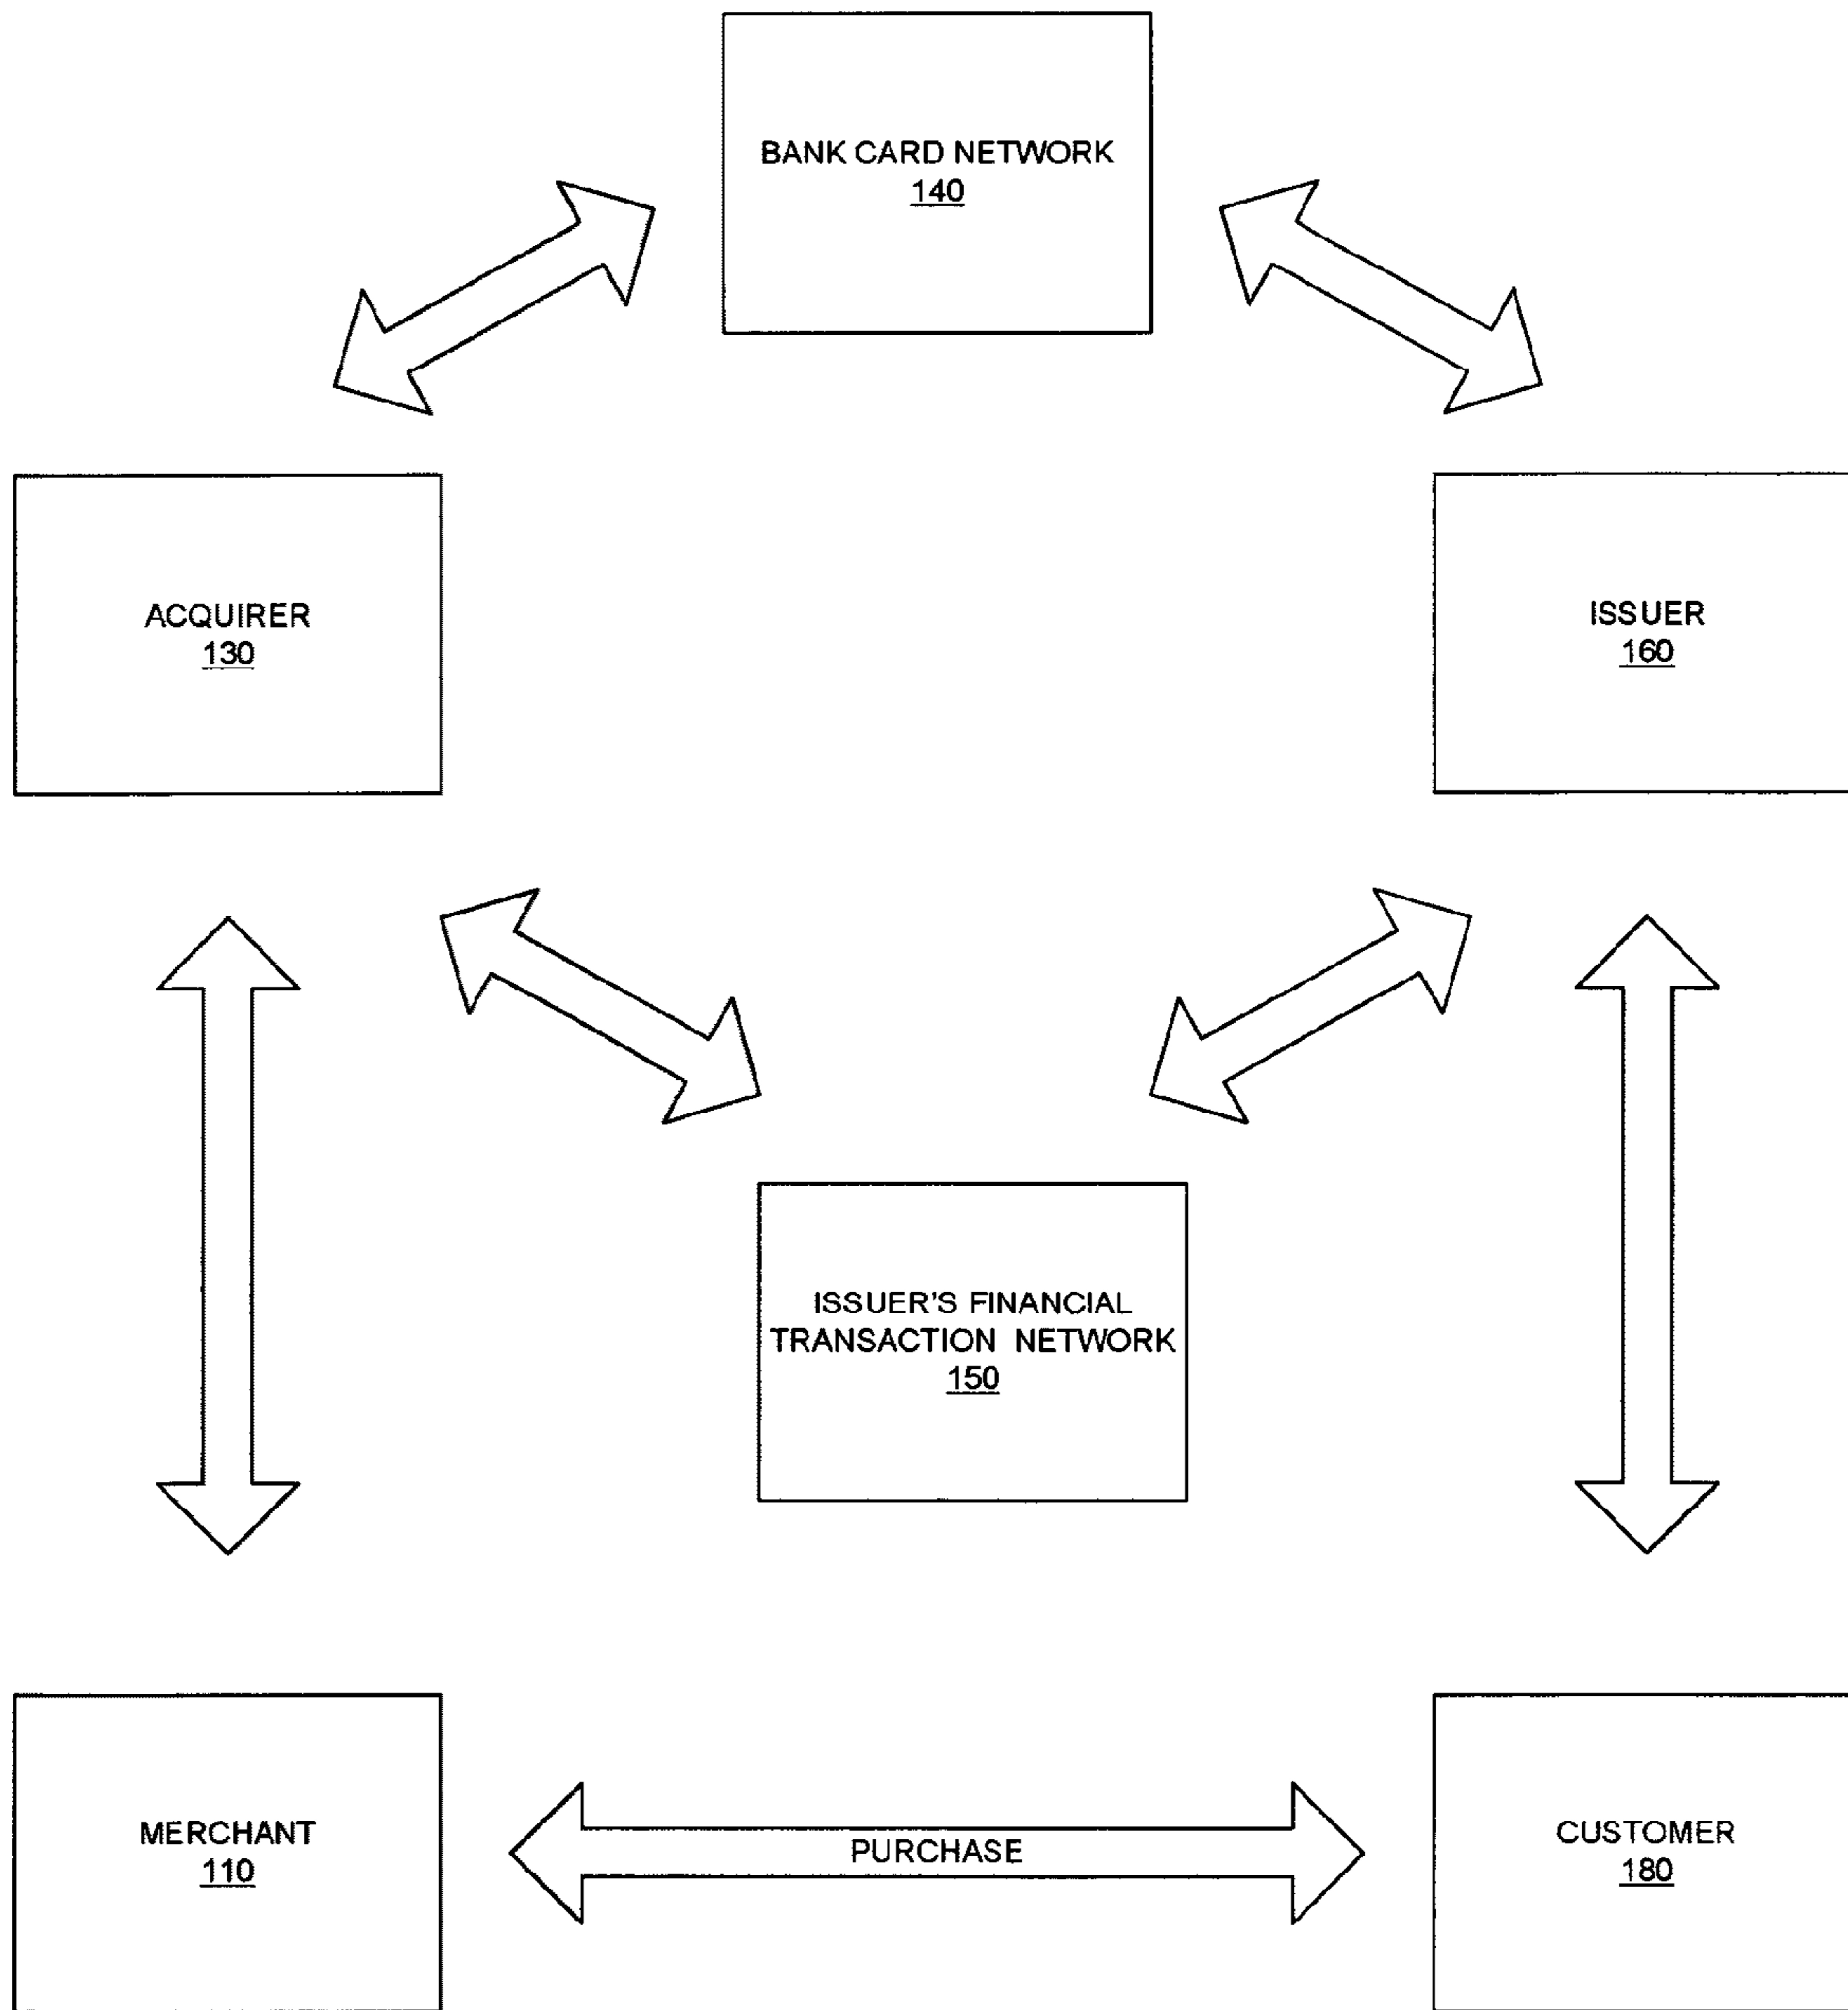 BANK CARD NETWORK
140
ACQUIRER
130
ISSUER
160
ISSUER'S FINANCIAL
TRANSACTION NETWORK
150
MERCHANT
110
PURCHASE
CUSTOMER
180